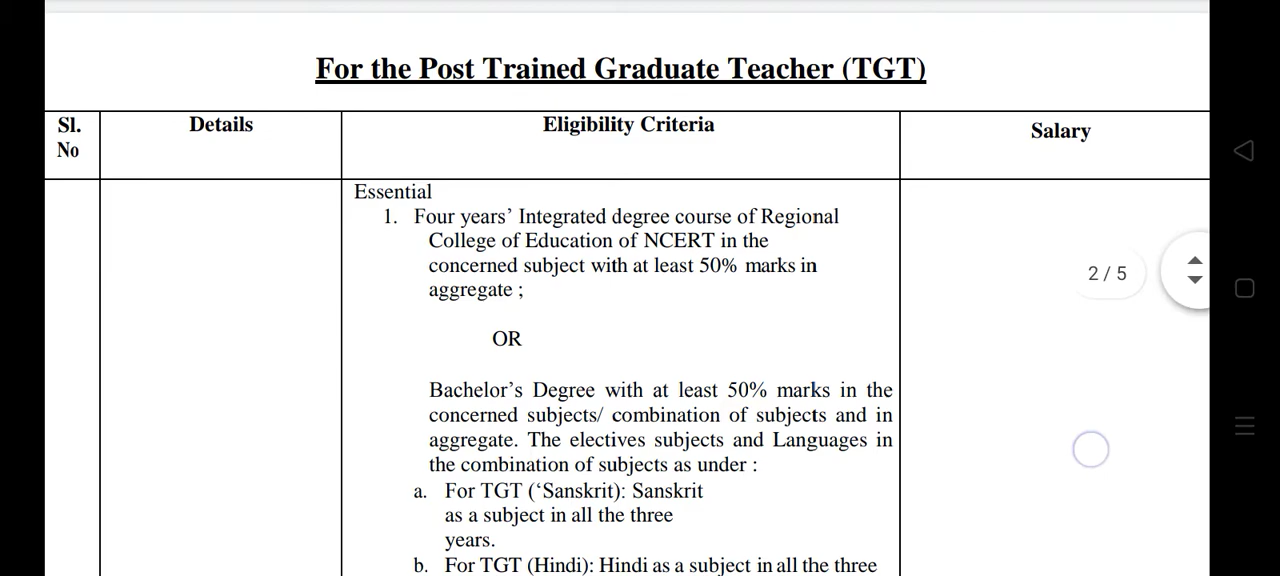 For the Post Trained Graduate Teacher (TGT)
Sl. No
Details
Eligibility Criteria
Salary
Essential
1. Four years’ Integrated degree course of Regional
College of Education of NCERT in the
concerned subject with at least 50% marks in
aggregate ;
2 / 5
OR
Bachelor’s Degree with at least 50% marks in the
concerned subjects/ combination of subjects and in
aggregate. The electives subjects and Languages in
the combination of subjects as under :
a. For TGT (‘Sanskrit): Sanskrit
as a subject in all the three
years.
b. For TGT (Hindi): Hindi as a subject in all the three